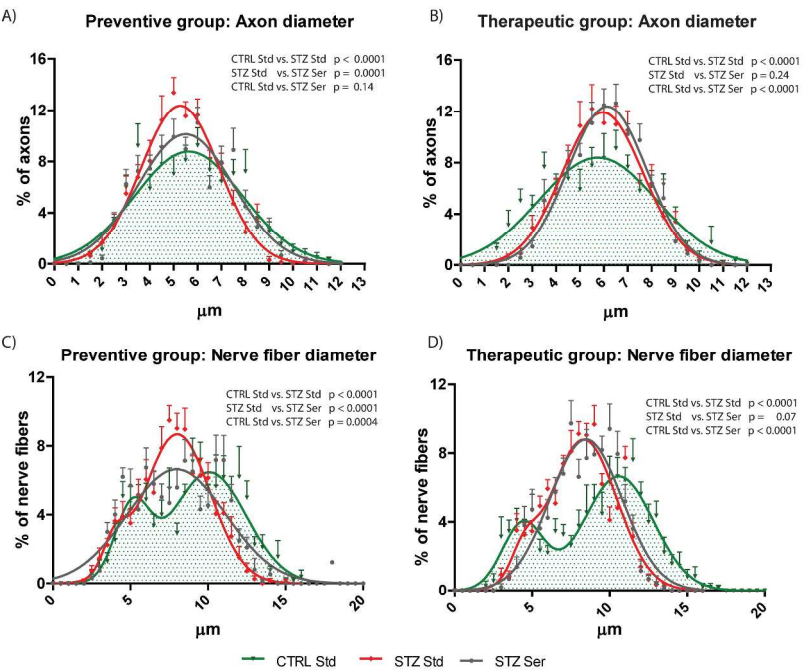 A)
Preventive group: Axon diameter
CTRL Std vs. STZ Std p < 0.0001
STZ Std vs. STZ Ser p = 0.0001
CTRL Std vs. STZ Ser p = 0.14
% of axons
16
12
8
4
0
0 1 2 3 4 5 6 7 8 9 10 11 12 13
μm
B)
Therapeutic group: Axon diameter
CTRL Std vs. STZ Std p < 0.0001
STZ Std vs. STZ Ser p = 0.24
CTRL Std vs. STZ Ser p < 0.0001
% of axons
16
12
8
4
0
0 1 2 3 4 5 6 7 8 9 10 11 12 13
μm
C)
Preventive group: Nerve fiber diameter
CTRL Std vs. STZ Std p < 0.0001
STZ Std vs. STZ Ser p < 0.0001
CTRL Std vs. STZ Ser p = 0.0004
% of nerve fibers
12
8
4
0
0 5 10 15 20
μm
D)
Therapeutic group: Nerve fiber diameter
CTRL Std vs. STZ Std p < 0.0001
STZ Std vs. STZ Ser p = 0.07
CTRL Std vs. STZ Ser p < 0.0001
% of nerve fibers
12
8
4
0
0 5 10 15 20
μm
CTRL Std STZ Std STZ Ser